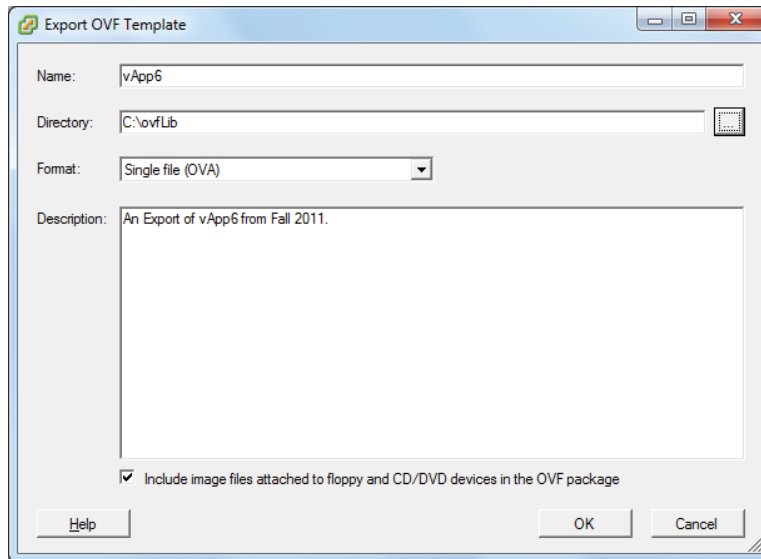 Export OVF Template
Name: vApp6
Directory: C:\ovfLib ...
Format: Single file (OVA)
Description: An Export of vApp6 from Fall 2011.
Include image files attached to floppy and CD/DVD devices in the OVF package
Help OK Cancel